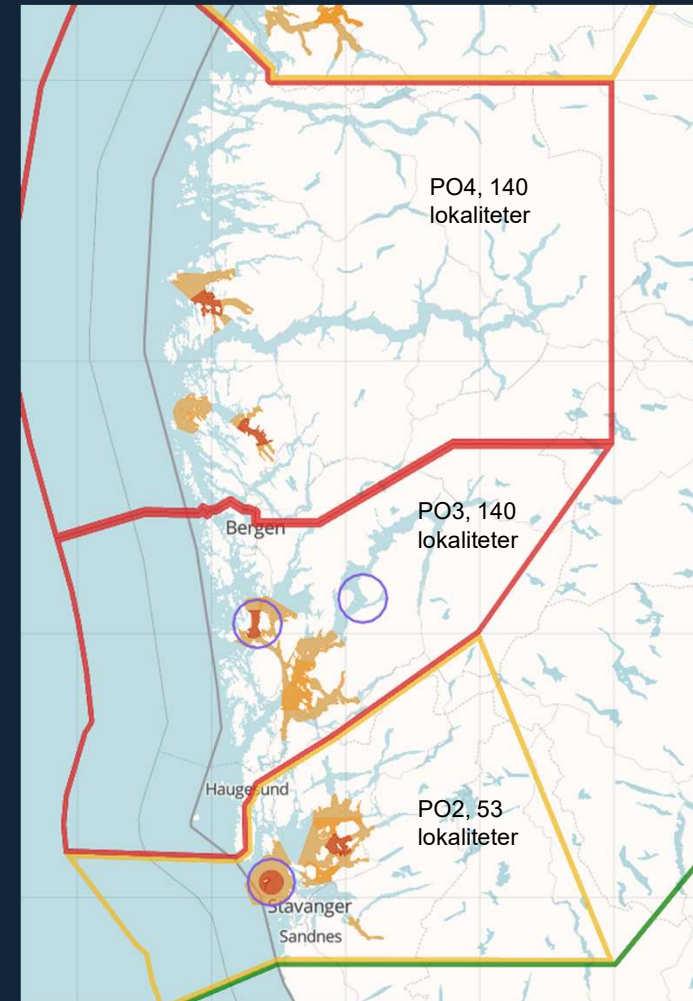 PO4, 140
lokaliteter
PO3, 140
lokaliteter
Bergen
Haugesund
PO2, 53
lokaliteter
Stavanger
Sandnes